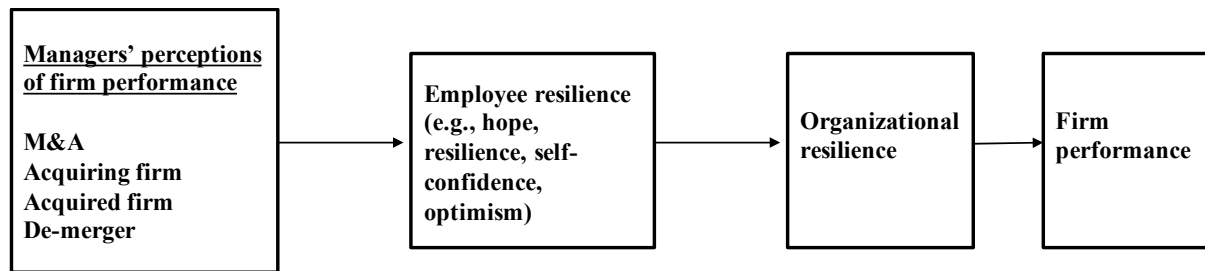 Managers’ perceptions
of firm performance
M&A
Acquiring firm
Acquired firm
De-merger
Employee resilience
(e.g., hope,
resilience, self-
confidence,
optimism)
Organizational
resilience
Firm
performance